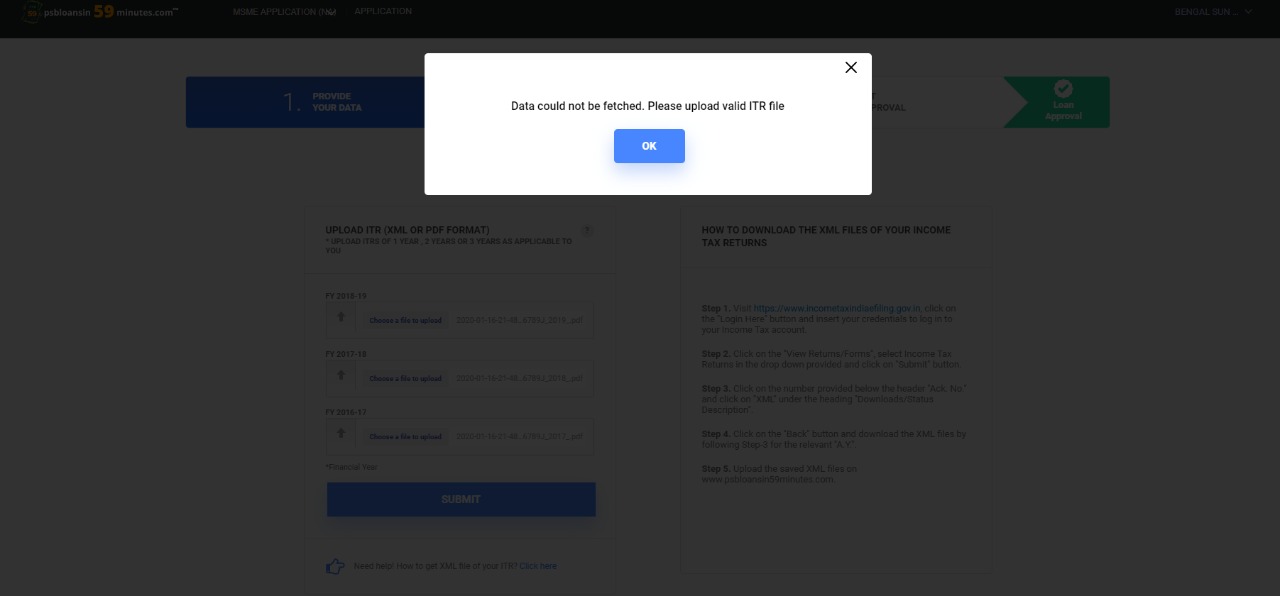 psbloansin 59 minutes.com™
MSME APPLICATION
APPLICATION
BENGAL SUN ...
1. PROVIDE
YOUR DATA
PROVAL
Loan
Approval
Data could not be fetched. Please upload valid ITR file
OK
UPLOAD ITR (XML OR PDF FORMAT)
* UPLOAD ITRS OF 1 YEAR , 2 YEARS OR 3 YEARS AS APPLICABLE TO
YOU
FY 2018-19
Choose a file to upload 2020-01-16-21-48...6789J_2019_.pdf
FY 2017-18
Choose a file to upload 2020-01-16-21-48...6789J_2018_.pdf
FY 2016-17
Choose a file to upload 2020-01-16-21-48...6789J_2017_.pdf
*Financial Year
SUBMIT
Need help! How to get XML file of your ITR? Click here
HOW TO DOWNLOAD THE XML FILES OF YOUR INCOME
TAX RETURNS
Step 1. Visit https://www.incometaxindiaefiling.gov.in, click on
the "Login Here" button and insert your credentials to log in to
your Income Tax account.
Step 2. Click on the "View Returns/Forms", select Income Tax
Returns in the drop down provided and click on "Submit" button.
Step 3. Click on the number provided below the header "Ack. No."
and click on "XML" under the heading "Downloads/Status
Description".
Step 4. Click on the "Back" button and download the XML files by
following Step-3 for the relevant "A.Y.".
Step 5. Upload the saved XML files on
www.psbloansin59minutes.com